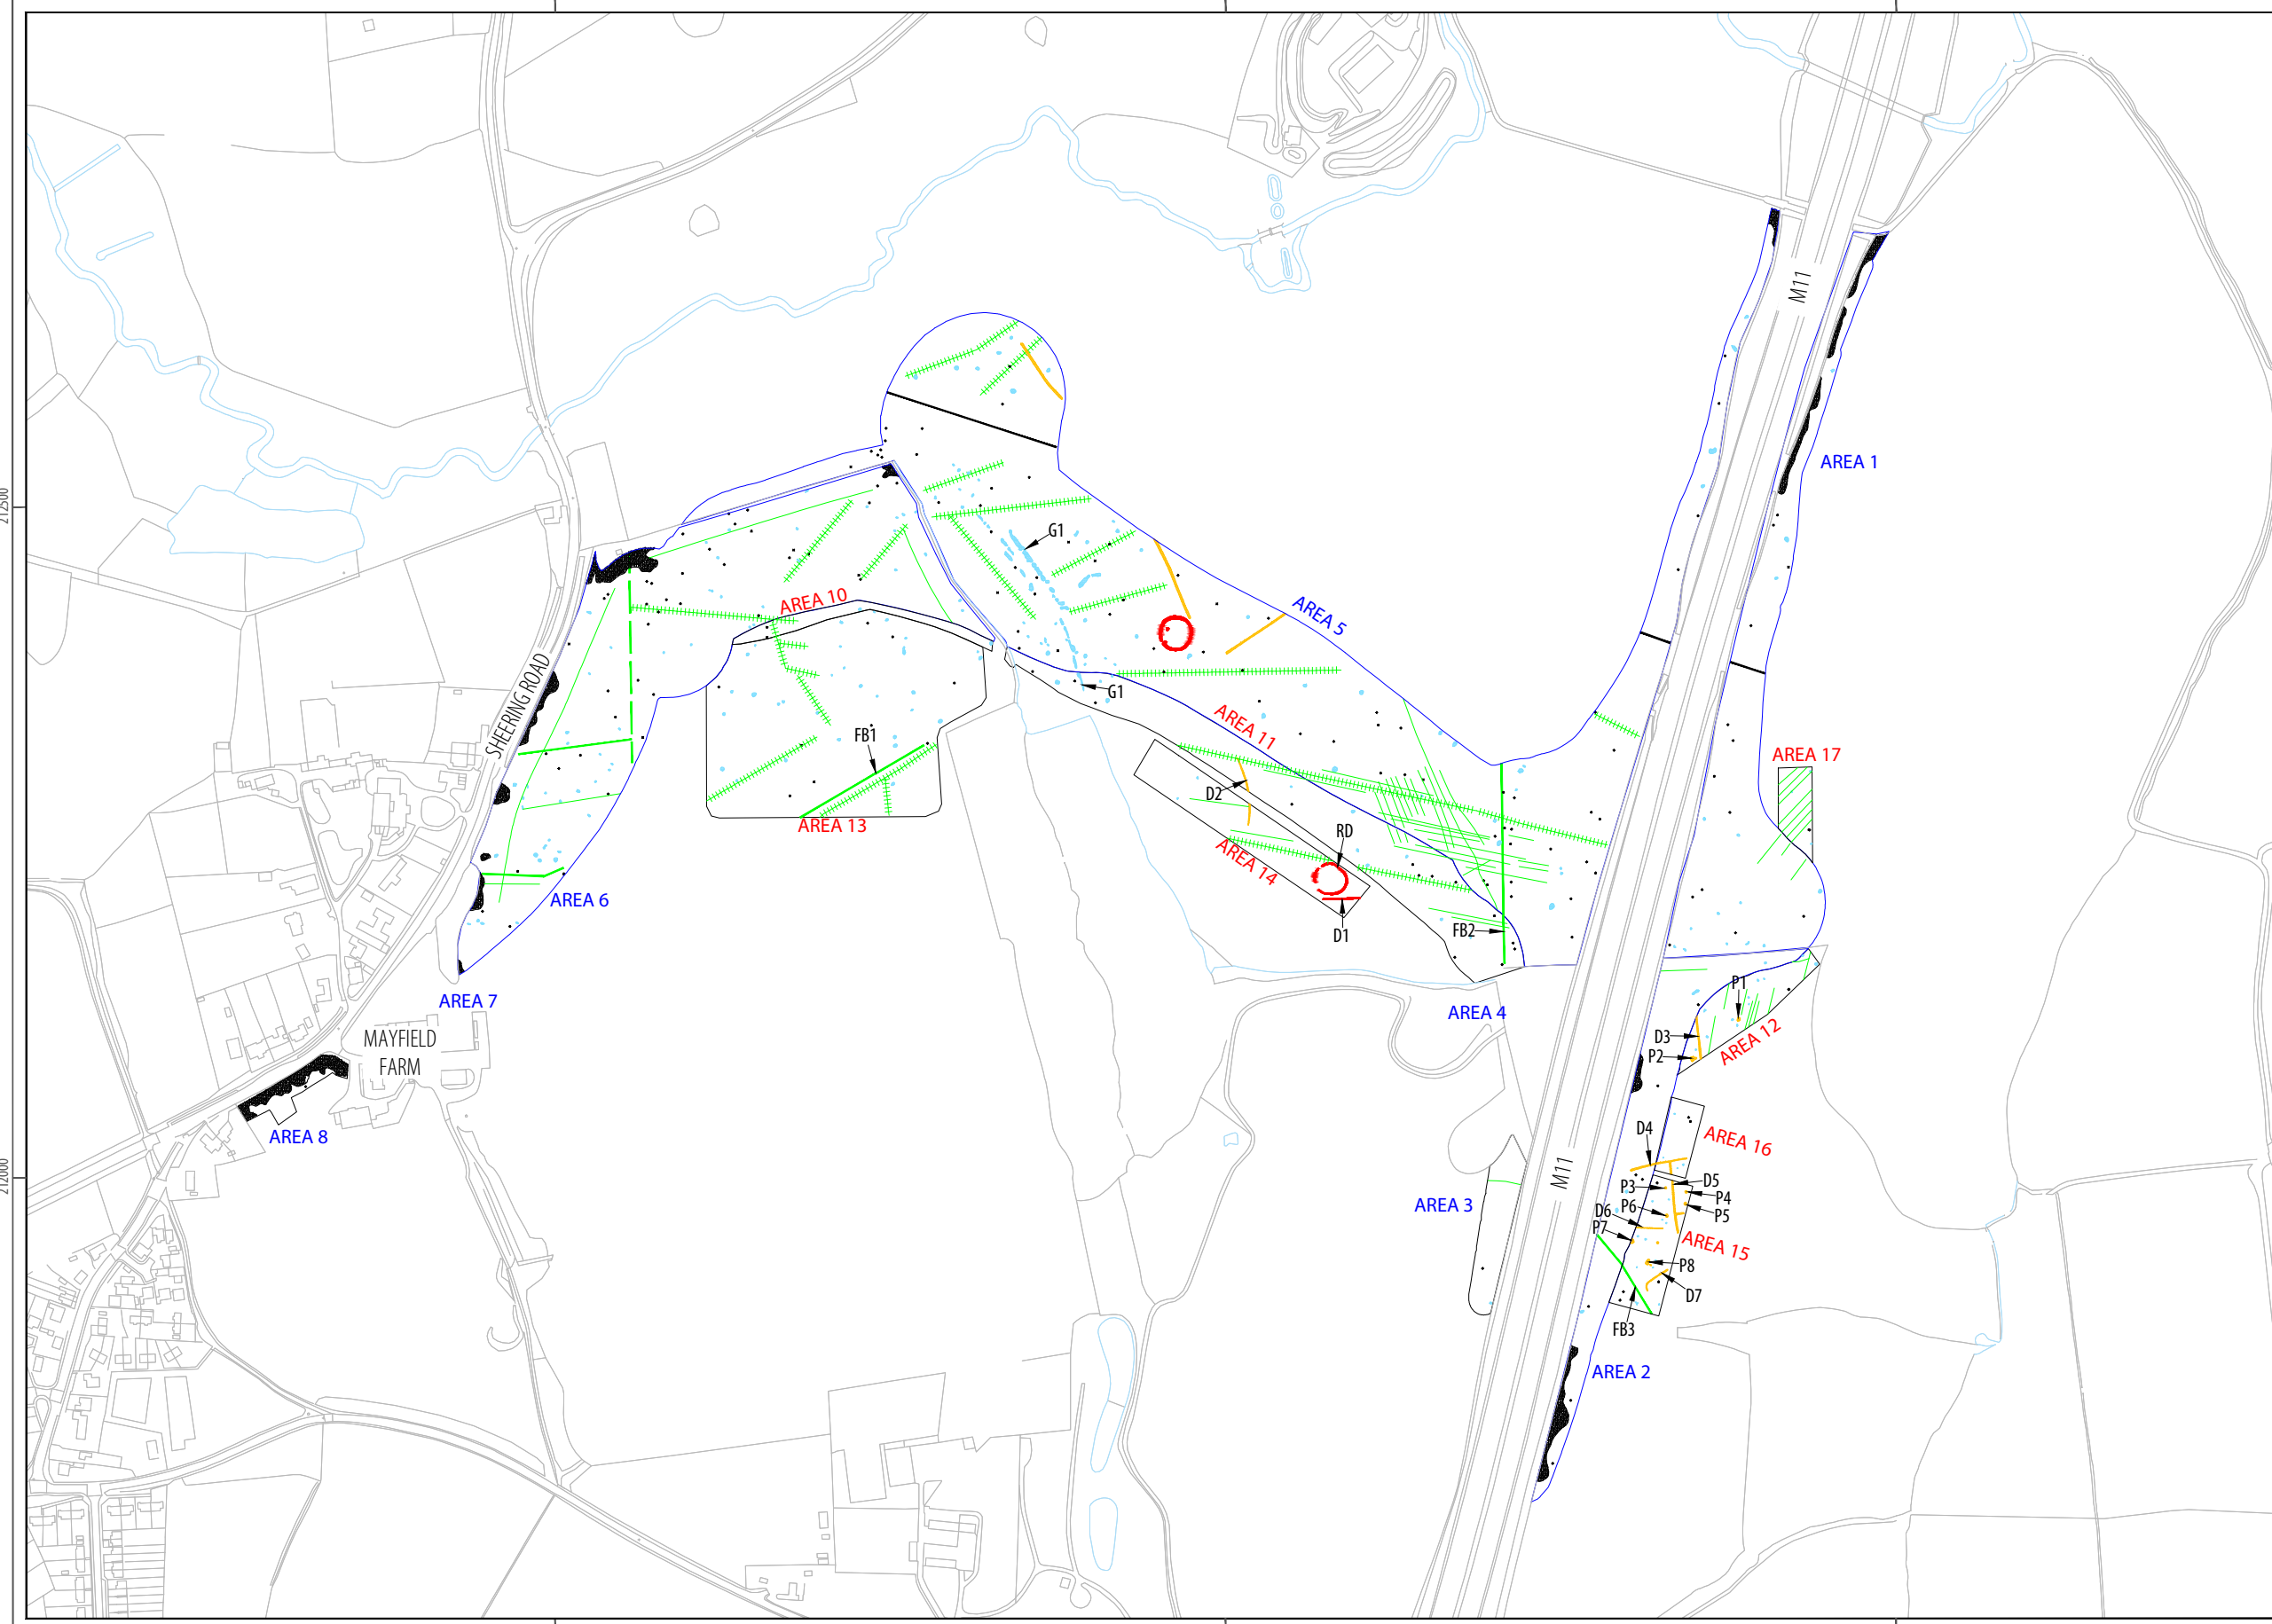 M11
AREA 1
212500
G1
AREA 10
AREA 5
SHEERING ROAD
G1
AREA 11
FB1
AREA 17
D2
AREA 13
RD
AREA 14
AREA 6
D1
FB2
P1
AREA 7
AREA 4
D3
P2
AREA 12
MAYFIELD
FARM
AREA 8
D4
AREA 16
212000
M11
P3
D5
P4
AREA 3
P6
D6
P5
P7
AREA 15
P8
D7
FB3
AREA 2